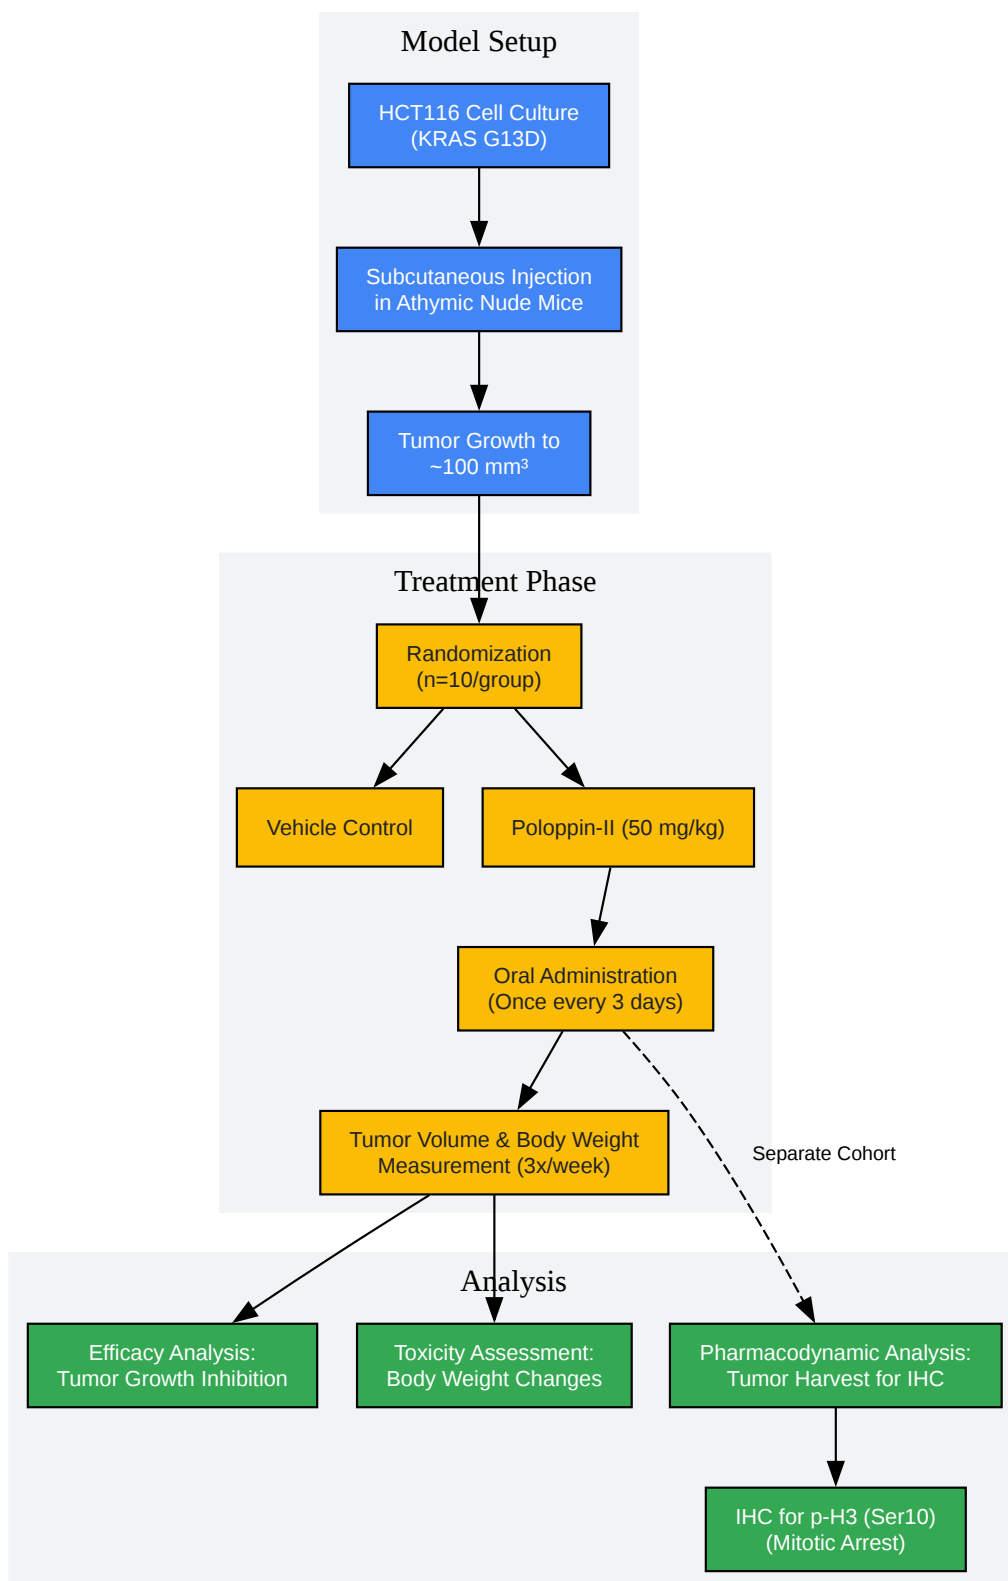 Model Setup
HCT116 Cell Culture
(KRAS G13D)
Subcutaneous Injection
in Athymic Nude Mice
Tumor Growth to
~100 mm³
Treatment Phase
Randomization
(n=10/group)
Vehicle Control
Poloppin-II (50 mg/kg)
Oral Administration
(Once every 3 days)
Tumor Volume & Body Weight
Measurement (3x/week)
Separate Cohort
Analysis
Efficacy Analysis:
Tumor Growth Inhibition
Toxicity Assessment:
Body Weight Changes
Pharmacodynamic Analysis:
Tumor Harvest for IHC
IHC for p-H3 (Ser10)
(Mitotic Arrest)